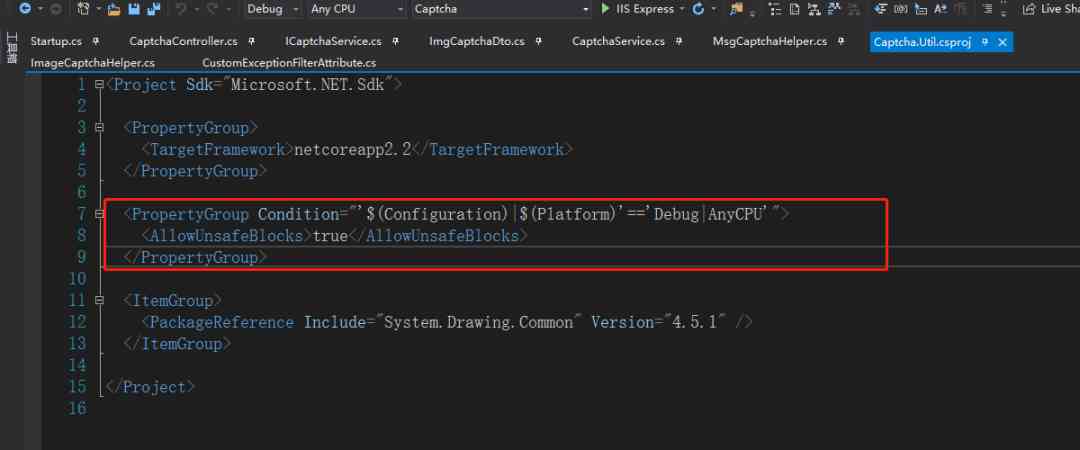 Debug Any CPU Captcha IIS Express Live Sha
工具箱
Startup.cs CaptchaController.cs ICaptchaService.cs ImgCaptchaDto.cs CaptchaService.cs MsgCaptchaHelper.cs Captcha.Util.csproj
ImageCaptchaHelper.cs CustomExceptionFilterAttribute.cs
1 <Project Sdk="Microsoft.NET.Sdk">
2
3 <PropertyGroup>
4 <TargetFramework>netcoreapp2.2</TargetFramework>
5 </PropertyGroup>
6
7 <PropertyGroup Condition="'$(Configuration)|$(Platform)'=='Debug|AnyCPU'">
8 <AllowUnsafeBlocks>true</AllowUnsafeBlocks>
9 </PropertyGroup>
10
11 <ItemGroup>
12 <PackageReference Include="System.Drawing.Common" Version="4.5.1" />
13 </ItemGroup>
14
15 </Project>
16